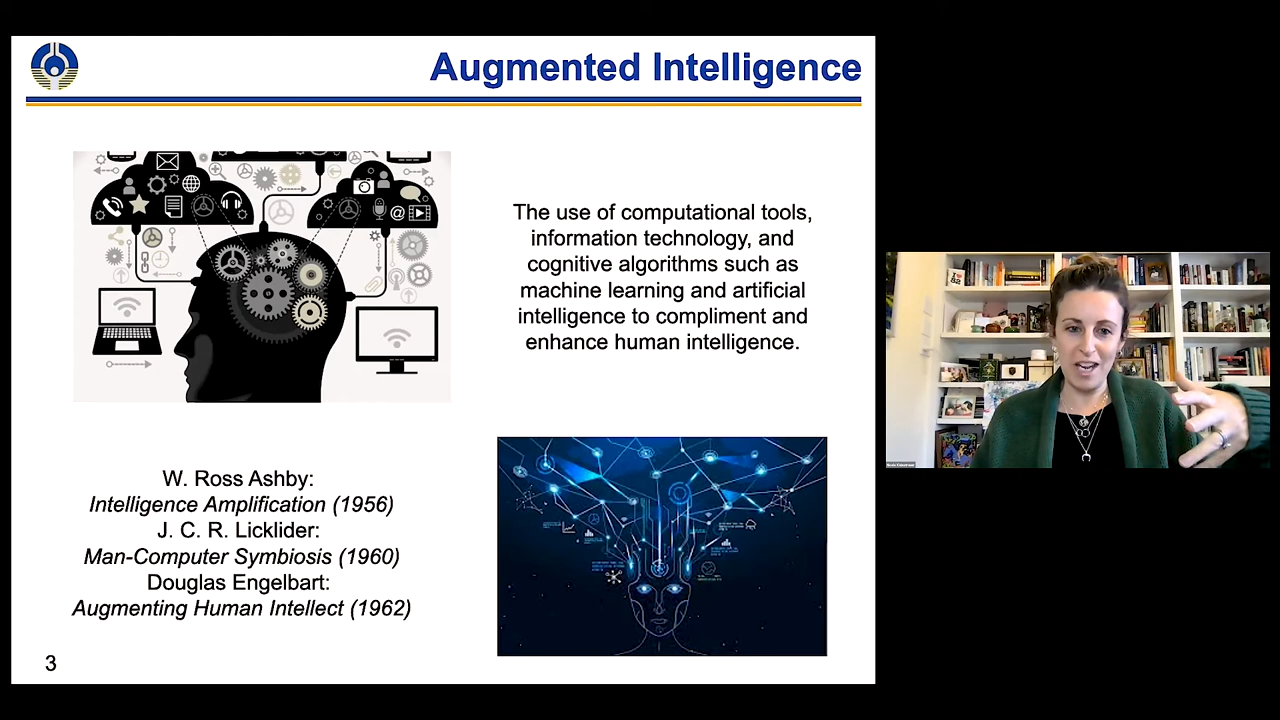 Augmented Intelligence
The use of computational tools,
information technology, and
cognitive algorithms such as
machine learning and artificial
intelligence to compliment and
enhance human intelligence.
W. Ross Ashby:
Intelligence Amplification (1956)
J. C. R. Licklider:
Man-Computer Symbiosis (1960)
Douglas Engelbart:
Augmenting Human Intellect (1962)
3